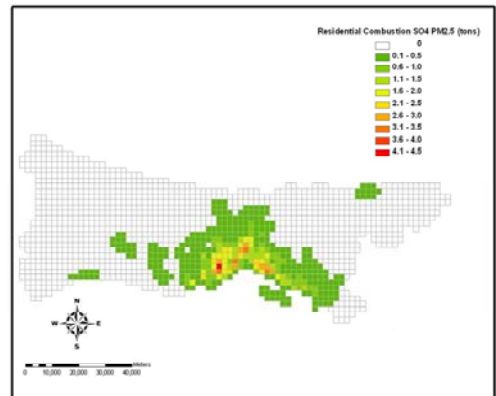 Residential Combustion SO4 PM2,5 (tons)
0
0.1 - 0.5
0.6 - 1.0
1.1 - 1.5
1.6 - 2.0
2.1 - 2.5
2.6 - 3.0
3.1 - 3.5
3.6 - 4.0
4.1 - 4.5
N
W E
S
Meters
0 10,000 20,000 30,000 40,000